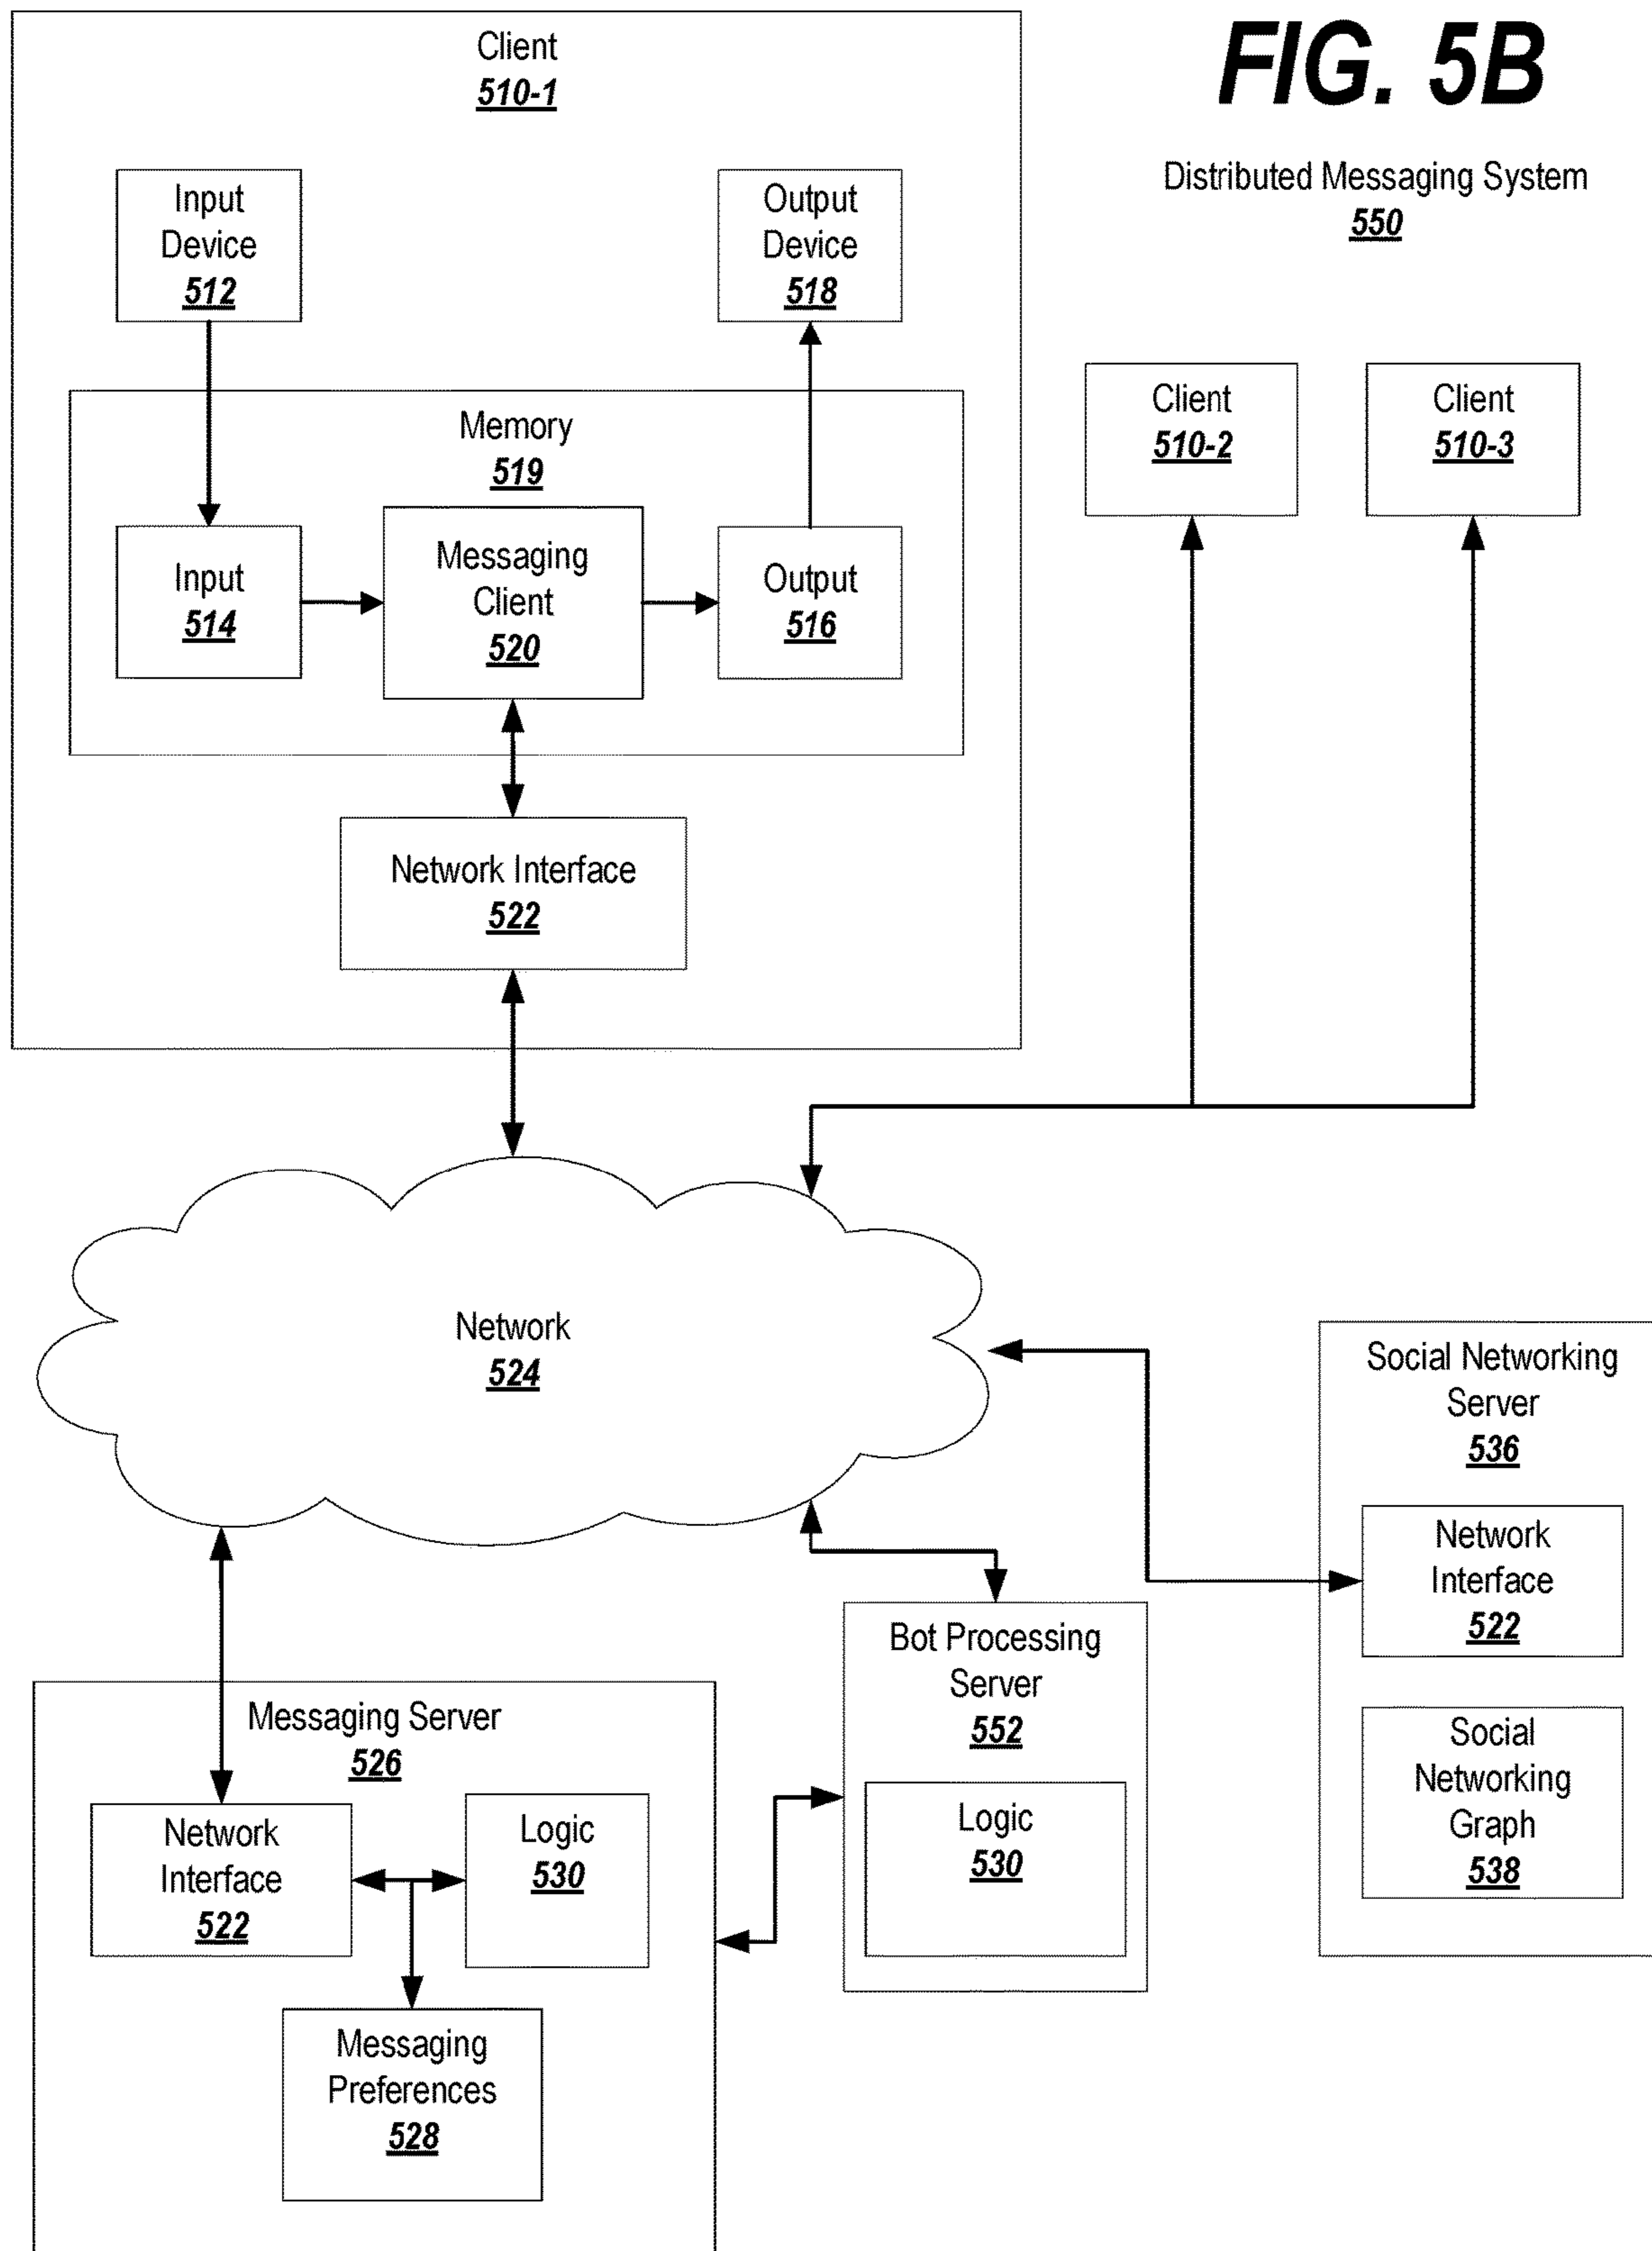 FIG. 5B
Distributed Messaging System
550
Client
510-1
Input
Device
512
Output
Device
518
Memory
519
Input
514
Messaging
Client
520
Output
516
Network Interface
522
Client
510-2
Client
510-3
Network
524
Social Networking
Server
536
Network
Interface
522
Social
Networking
Graph
538
Bot Processing
Server
552
Logic
530
Messaging Server
526
Network
Interface
522
Logic
530
Messaging
Preferences
528